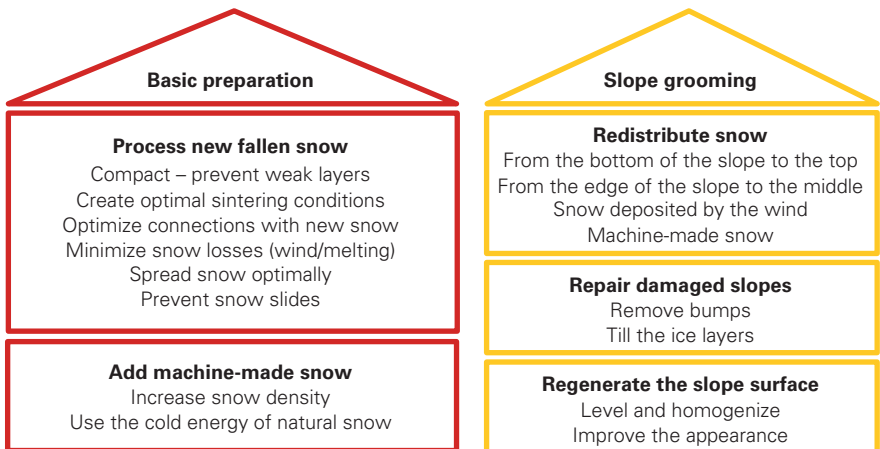 Basic preparation
Process new fallen snow
Compact – prevent weak layers
Create optimal sintering conditions
Optimize connections with new snow
Minimize snow losses (wind/melting)
Spread snow optimally
Prevent snow slides
Add machine-made snow
Increase snow density
Use the cold energy of natural snow
Slope grooming
Redistribute snow
From the bottom of the slope to the top
From the edge of the slope to the middle
Snow deposited by the wind
Machine-made snow
Repair damaged slopes
Remove bumps
Till the ice layers
Regenerate the slope surface
Level and homogenize
Improve the appearance